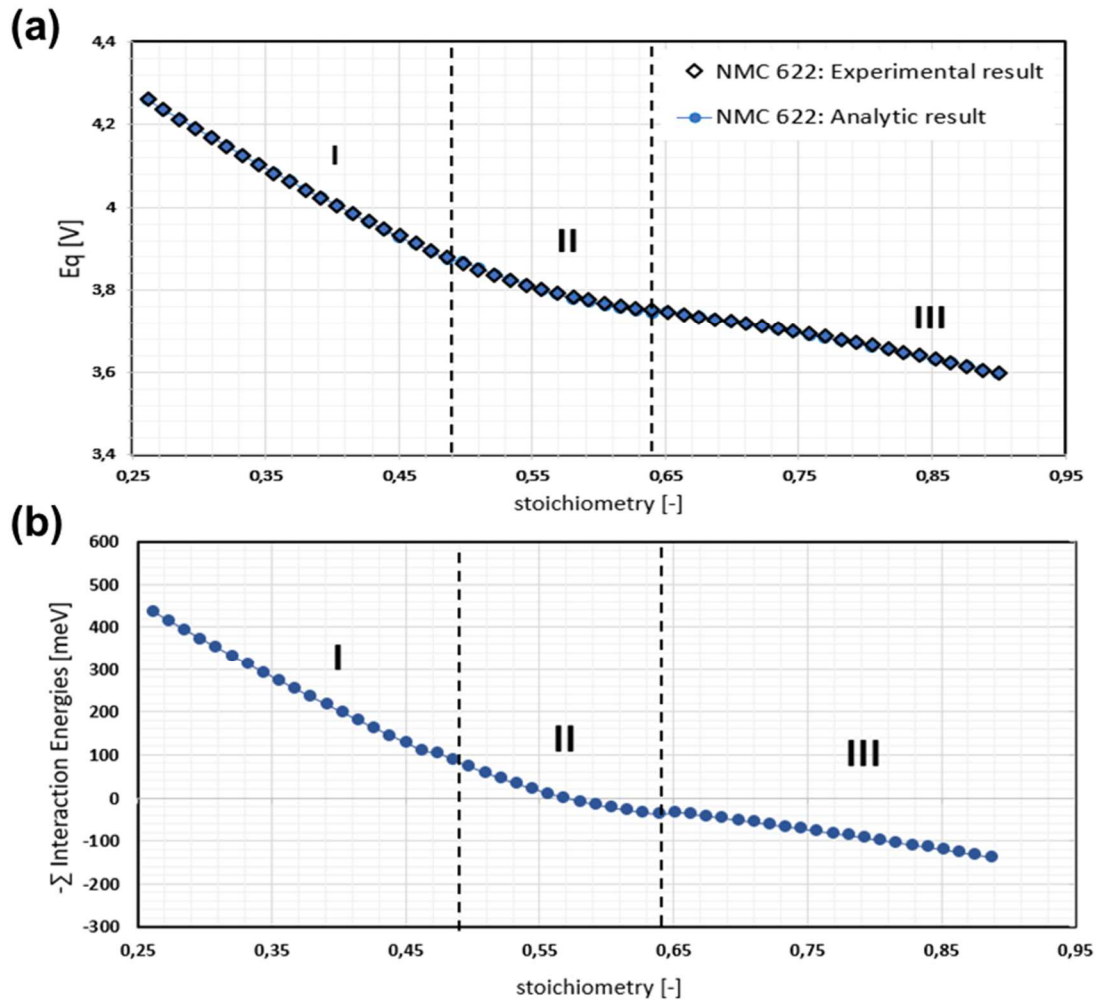 (a)
4,4
4,2
4
3,8
3,6
3,4
Eq [V]
NMC 622: Experimental result
NMC 622: Analytic result
I
II
III
0,25 0,35 0,45 0,55 0,65 0,75 0,85 0,95
stoichiometry [-]
(b)
600
500
400
300
200
100
0
-100
-200
-300
-∑ Interaction Energies [meV]
I
II
III
0,25 0,35 0,45 0,55 0,65 0,75 0,85 0,95
stoichiometry [-]